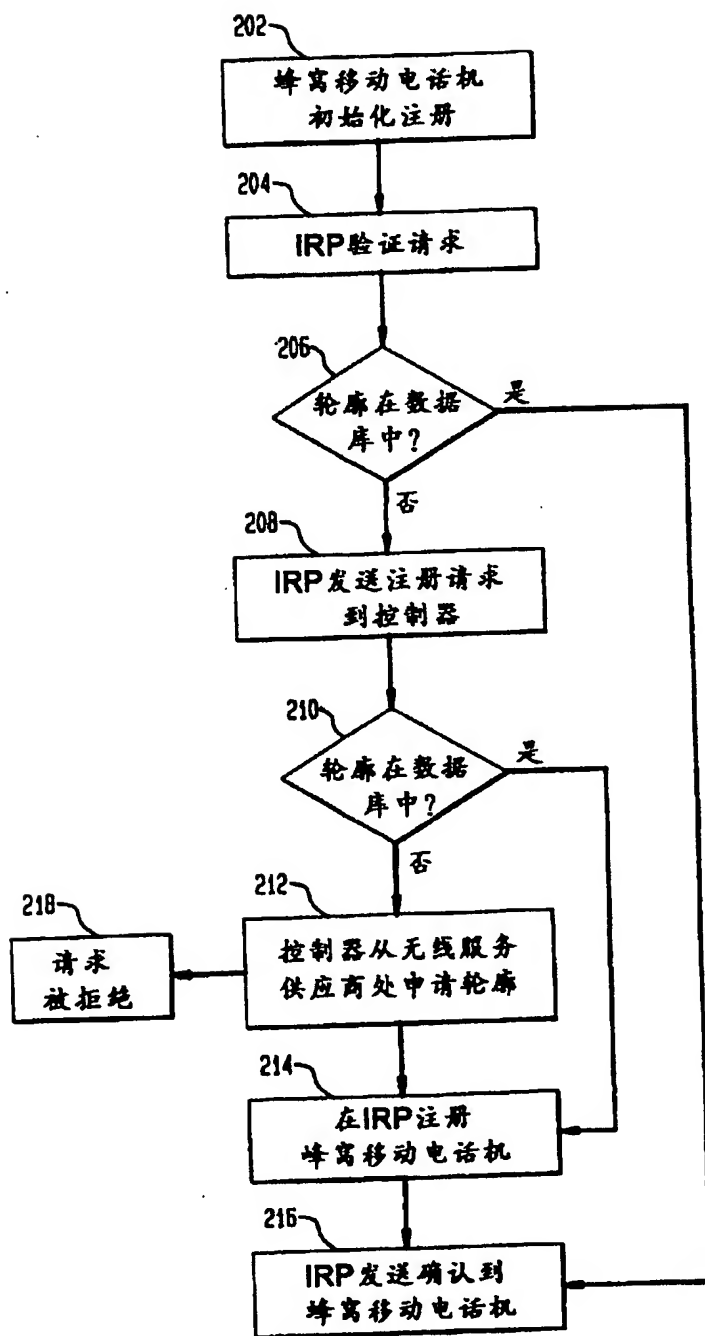 202
蜂窝移动电话机
初始化注册
204
IRP验证请求
206
轮廓在数据
库中?
是
否
208
IRP发送注册请求
到控制器
210
轮廓在数据
库中?
是
否
212
控制器从无线服务
供应商处申请轮廓
218
请求
被拒绝
214
在IRP注册
蜂窝移动电话机
216
IRP发送确认到
蜂窝移动电话机